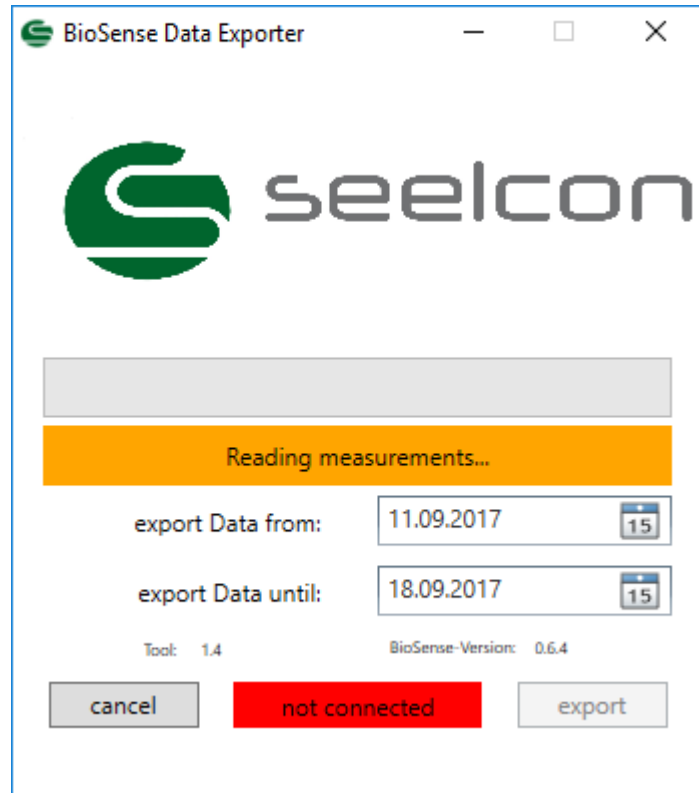 BioSense Data Exporter
seelcon
Reading measurements...
export Data from: 11.09.2017 15
export Data until: 18.09.2017 15
Tool: 1.4 BioSense-Version: 0.6.4
cancel not connected export